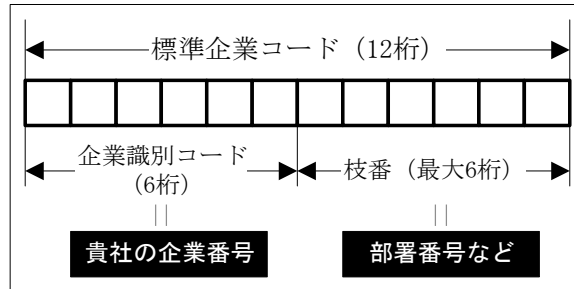 標準企業コード（12桁）
企業識別コード
（6桁）
枝番（最大6桁）
||
||
貴社の企業番号
部署番号など